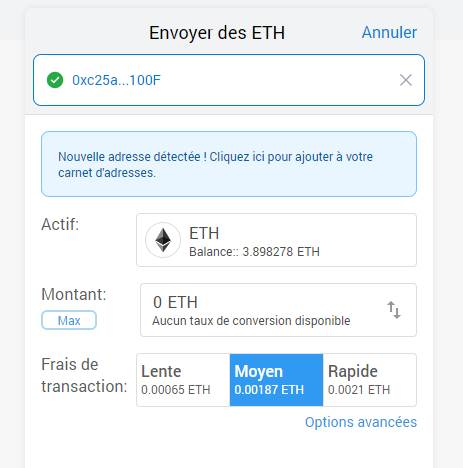 Envoyer des ETH
Annuler
0xc25a...100F
Nouvelle adresse détectée ! Cliquez ici pour ajouter à votre
carnet d'adresses.
Actif:
ETH
Balance:: 3.898278 ETH
Montant:
Max
0 ETH
Aucun taux de conversion disponible
Frais de
transaction:
Lente
0.00065 ETH
Moyen
0.00187 ETH
Rapide
0.0021 ETH
Options avancées